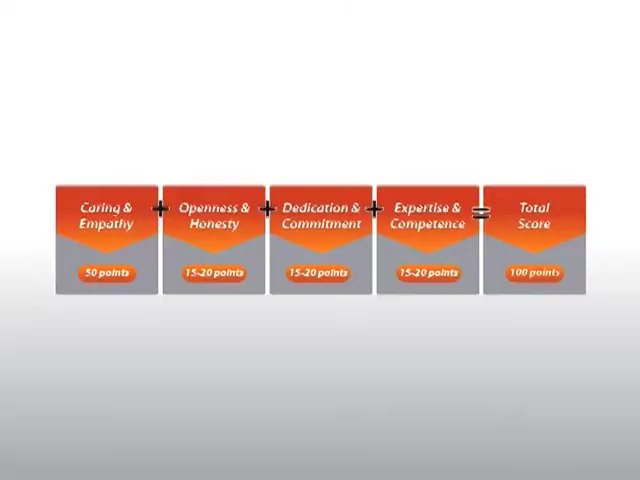 Caring &
Empathy
50 points
+
Openness &
Honesty
15-20 points
+
Dedication &
Commitment
15-20 points
+
Expertise &
Competence
15-20 points
=
Total
Score
100 points